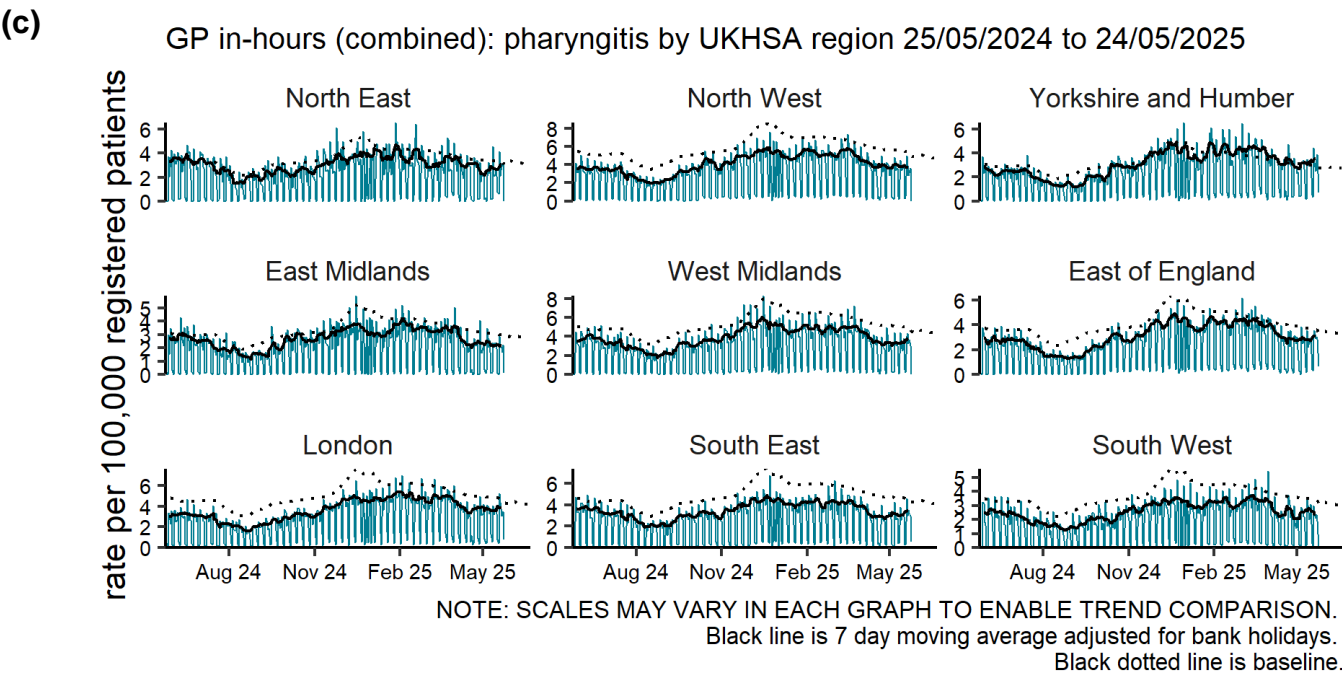 (c)
GP in-hours (combined): pharyngitis by UKHSA region 25/05/2024 to 24/05/2025
rate per 100,000 registered patients
North East
6
4
2
0
North West
8
6
4
2
0
Yorkshire and Humber
6
4
2
0
East Midlands
5
4
3
2
1
0
West Midlands
8
6
4
2
0
East of England
6
4
2
0
London
6
4
2
0
Aug 24 Nov 24 Feb 25 May 25
South East
6
4
2
0
Aug 24 Nov 24 Feb 25 May 25
South West
5
4
3
2
1
0
Aug 24 Nov 24 Feb 25 May 25
NOTE: SCALES MAY VARY IN EACH GRAPH TO ENABLE TREND COMPARISON.
Black line is 7 day moving average adjusted for bank holidays.
Black dotted line is baseline.